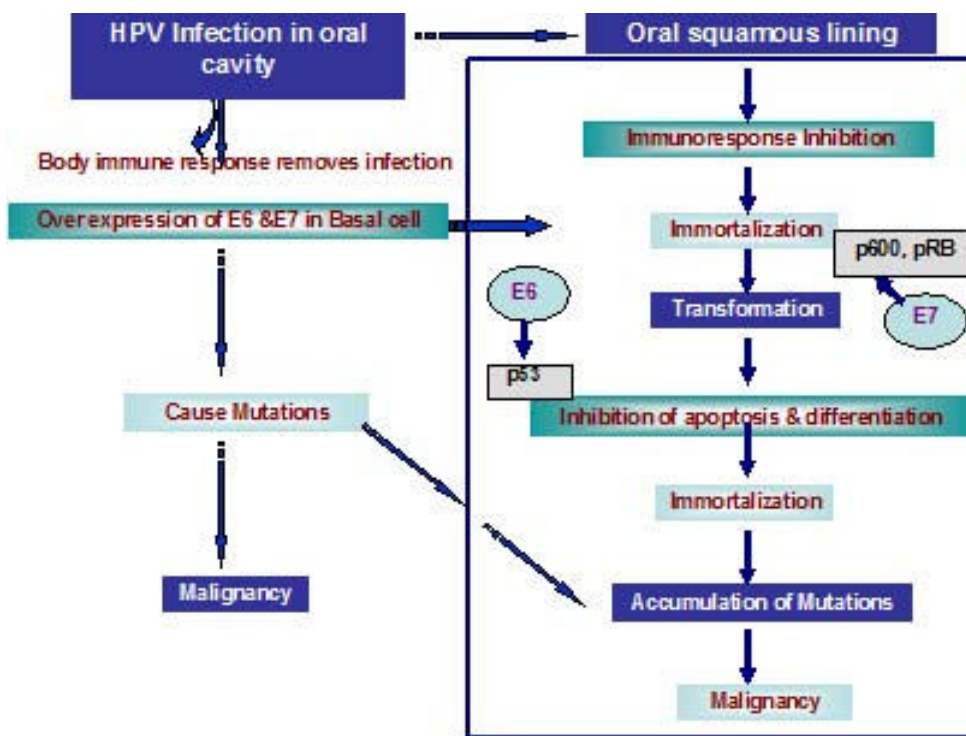 HPV Infection in oral
cavity
Body immune response removes infection
Over expression of E6 &E7 in Basal cell
Cause Mutations
Malignancy
Oral squamous lining
Immunoresponse Inhibition
Immortalization
p600, pRB
E6
Transformation
E7
p53
Inhibition of apoptosis & differentiation
Immortalization
Accumulation of Mutations
Malignancy